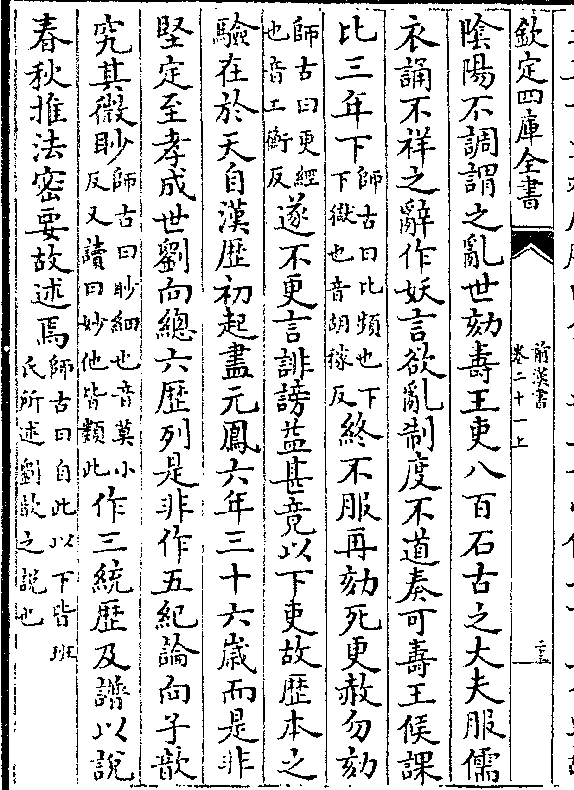 欽定四庫全書
前漢書
卷二十一上
陰陽不調謂之亂世劾壽王吏八百石古之大夫服儒
衣誦不祥之辭作妖言欲亂制度不道奏可壽王候課
比三年下師古曰比頻也下下獄也音胡稼反終不服再劾死更赦勿劾
師古曰更經也音工衡反遂不更言誹謗益甚竟以下吏故歴本之
驗在於天自漢歴初起盡元鳳六年三十六歲而是非
堅定至孝成世劉向總六歴列是非作五紀論向子歆
究其微眇師古曰眇細也音莫小反又讀曰妙他皆類此作三統歴及譜以說
春秋推法密要故述焉師古曰自此以下皆班氏所述劉歆之說也